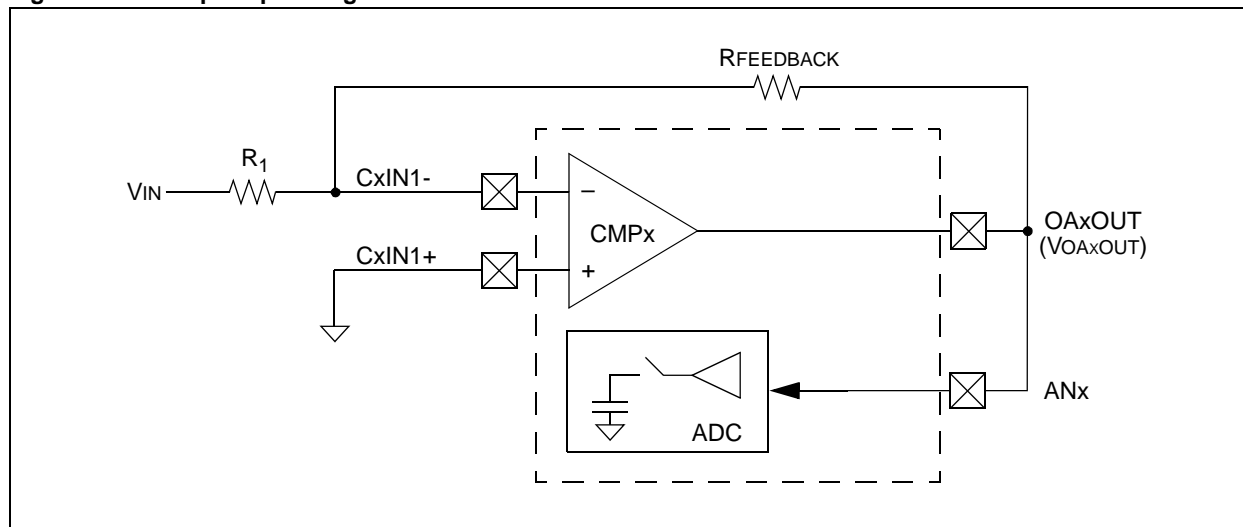 RFEEDBACK
R1
VIN
CxIN1-
–
CMPx
CxIN1+
+
OAxOUT
(VOAxOUT)
ANx
ADC